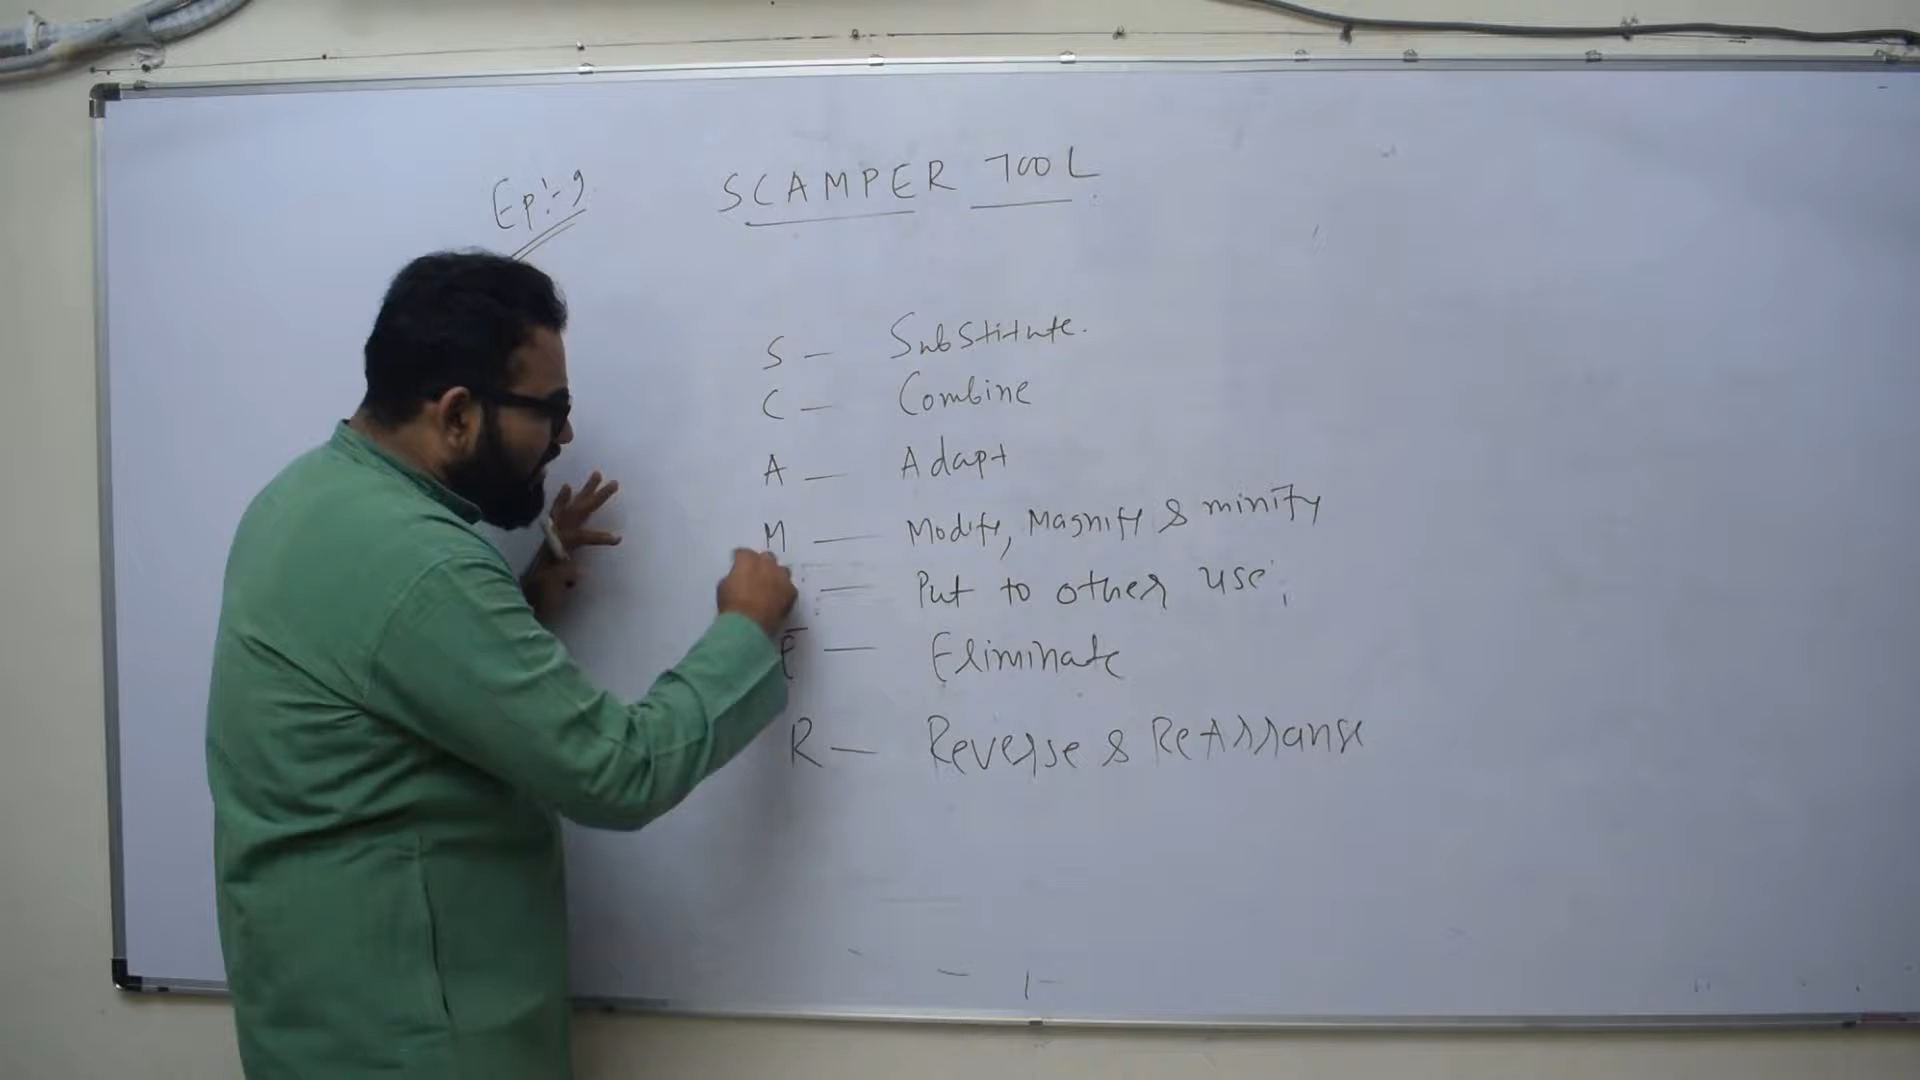 Ep:-9
SCAMPER TOOL
S — Substitute.
C — Combine
A — Adapt
M — Modify, Magnify & minify
— Put to other use;
E — Eliminate
R — Reverse & ReArrange